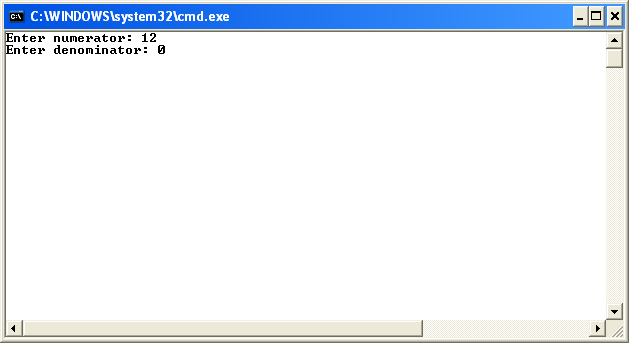 C:\WINDOWS\system32\cmd.exe
Enter numerator: 12
Enter denominator: 0